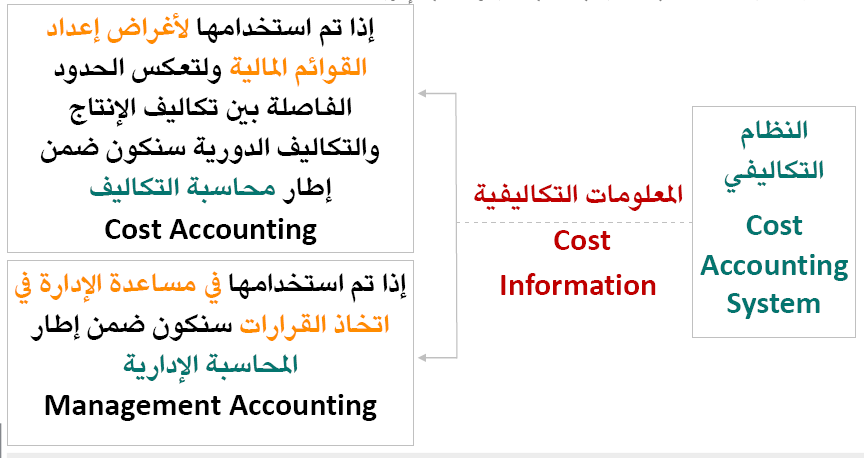 النظام
التكاليفي
Cost
Accounting
System
المعلومات التكاليفية
Cost
Information
إذا تم استخدامها لأغراض إعداد
القوائم المالية ولتعكس الحدود
الفاصلة بين تكاليف الإنتاج
والتكاليف الدورية سنكون ضمن
إطار محاسبة التكاليف
Cost Accounting
إذا تم استخدامها في مساعدة الإدارة في
اتخاذ القرارات سنكون ضمن إطار
المحاسبة الإدارية
Management Accounting